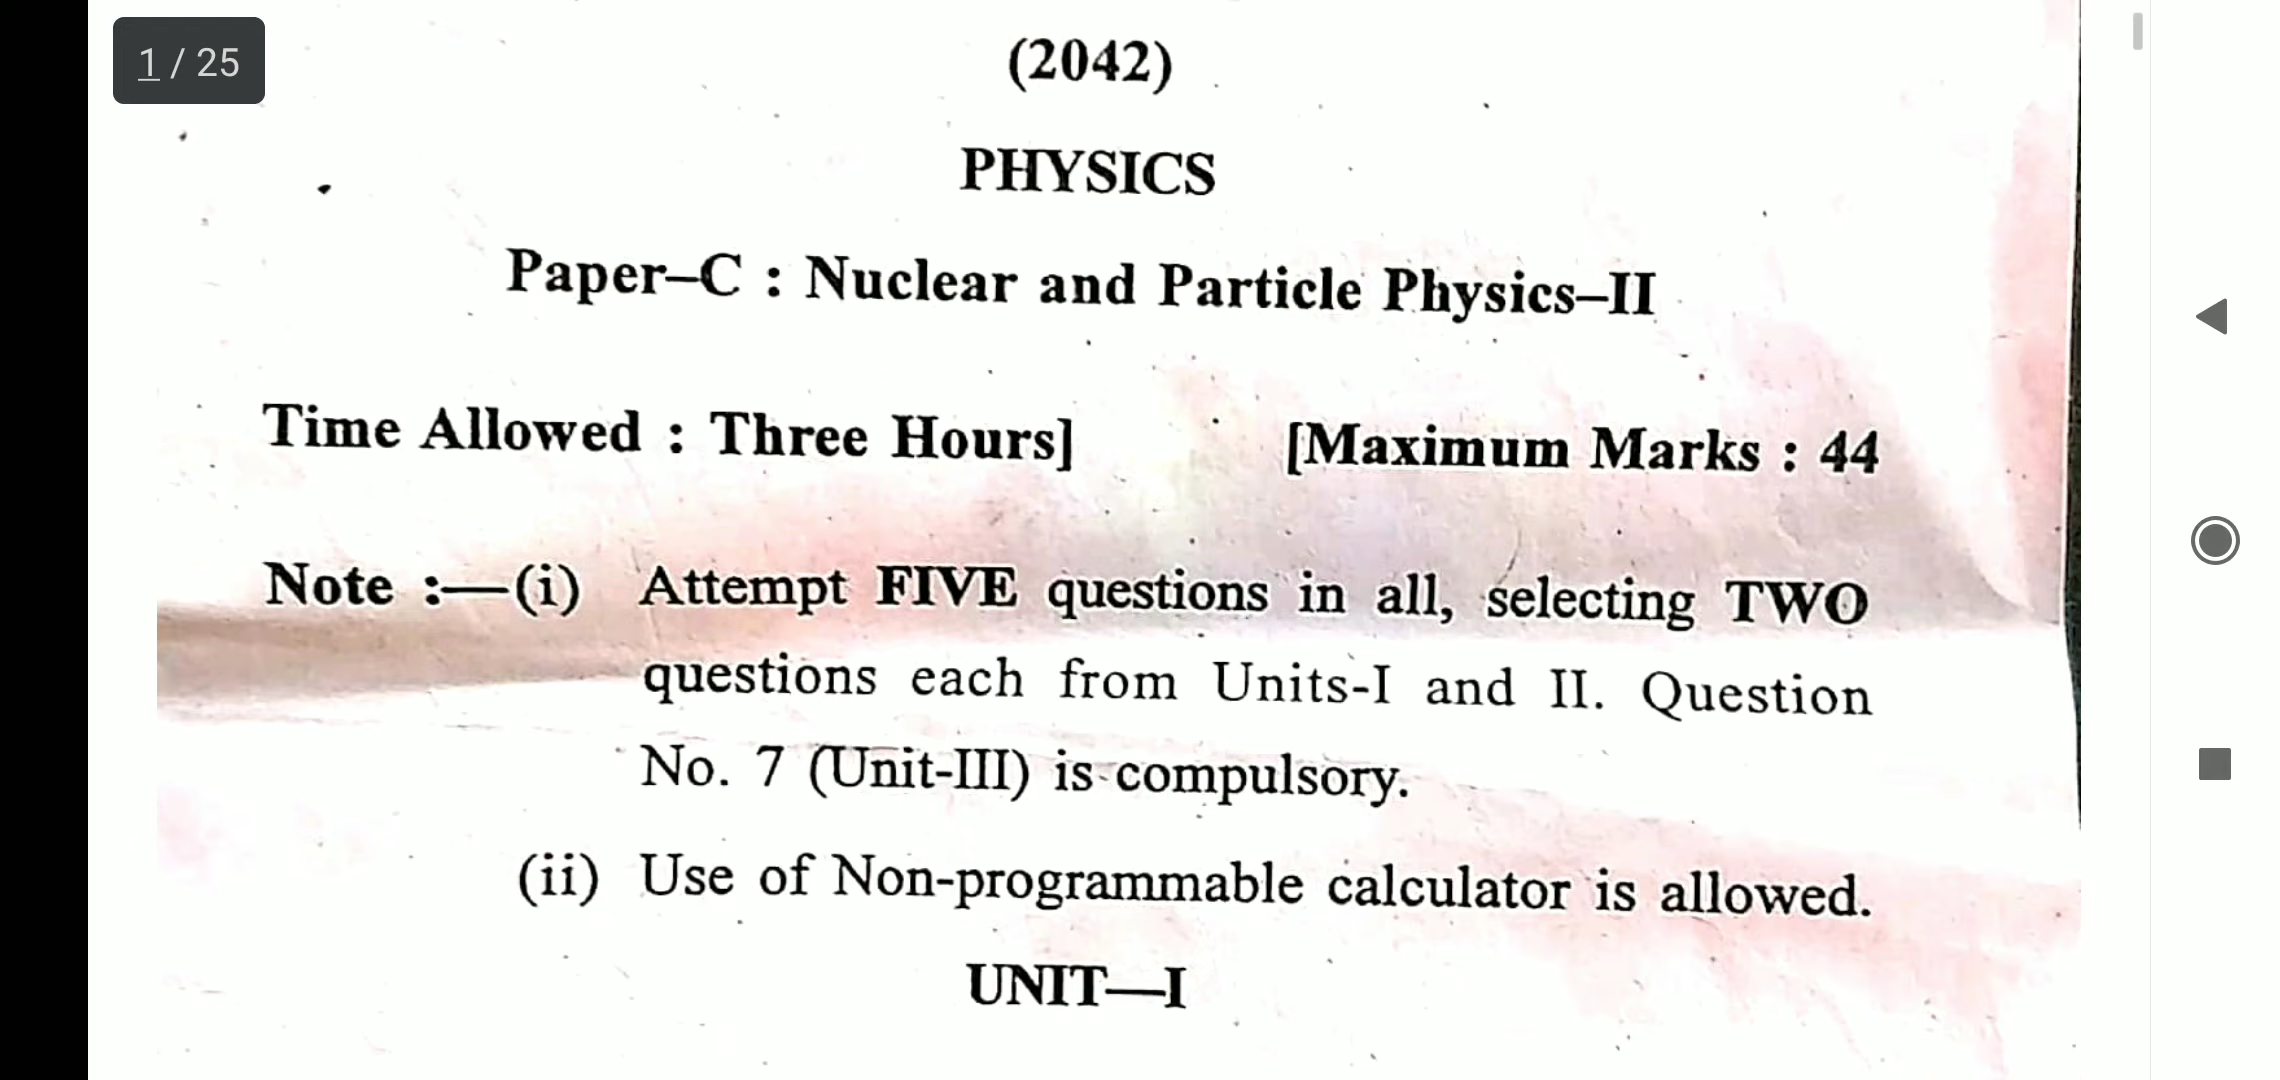 1 / 25
(2042)
PHYSICS
Paper–C : Nuclear and Particle Physics–II
Time Allowed : Three Hours] [Maximum Marks : 44
Note :—(i) Attempt FIVE questions in all, selecting TWO
questions each from Units-I and II. Question
No. 7 (Unit-III) is compulsory.
(ii) Use of Non-programmable calculator is allowed.
UNIT—I